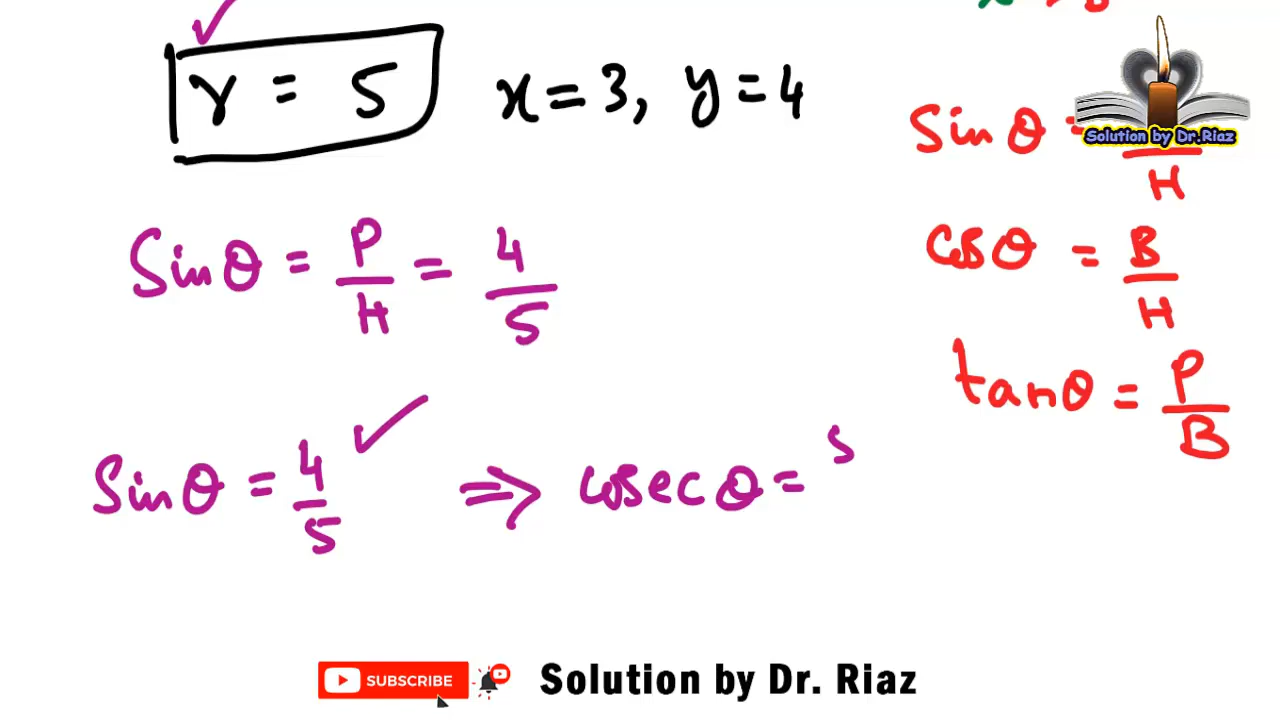 r = 5 x = 3, y = 4
Solution by Dr.Riaz
Sin θ = / H
Sin θ = P/H = 4/5
cos θ = B/H
tan θ = P/B
Sin θ = 4/5 ⇒ cosec θ =
SUBSCRIBE
Solution by Dr. Riaz